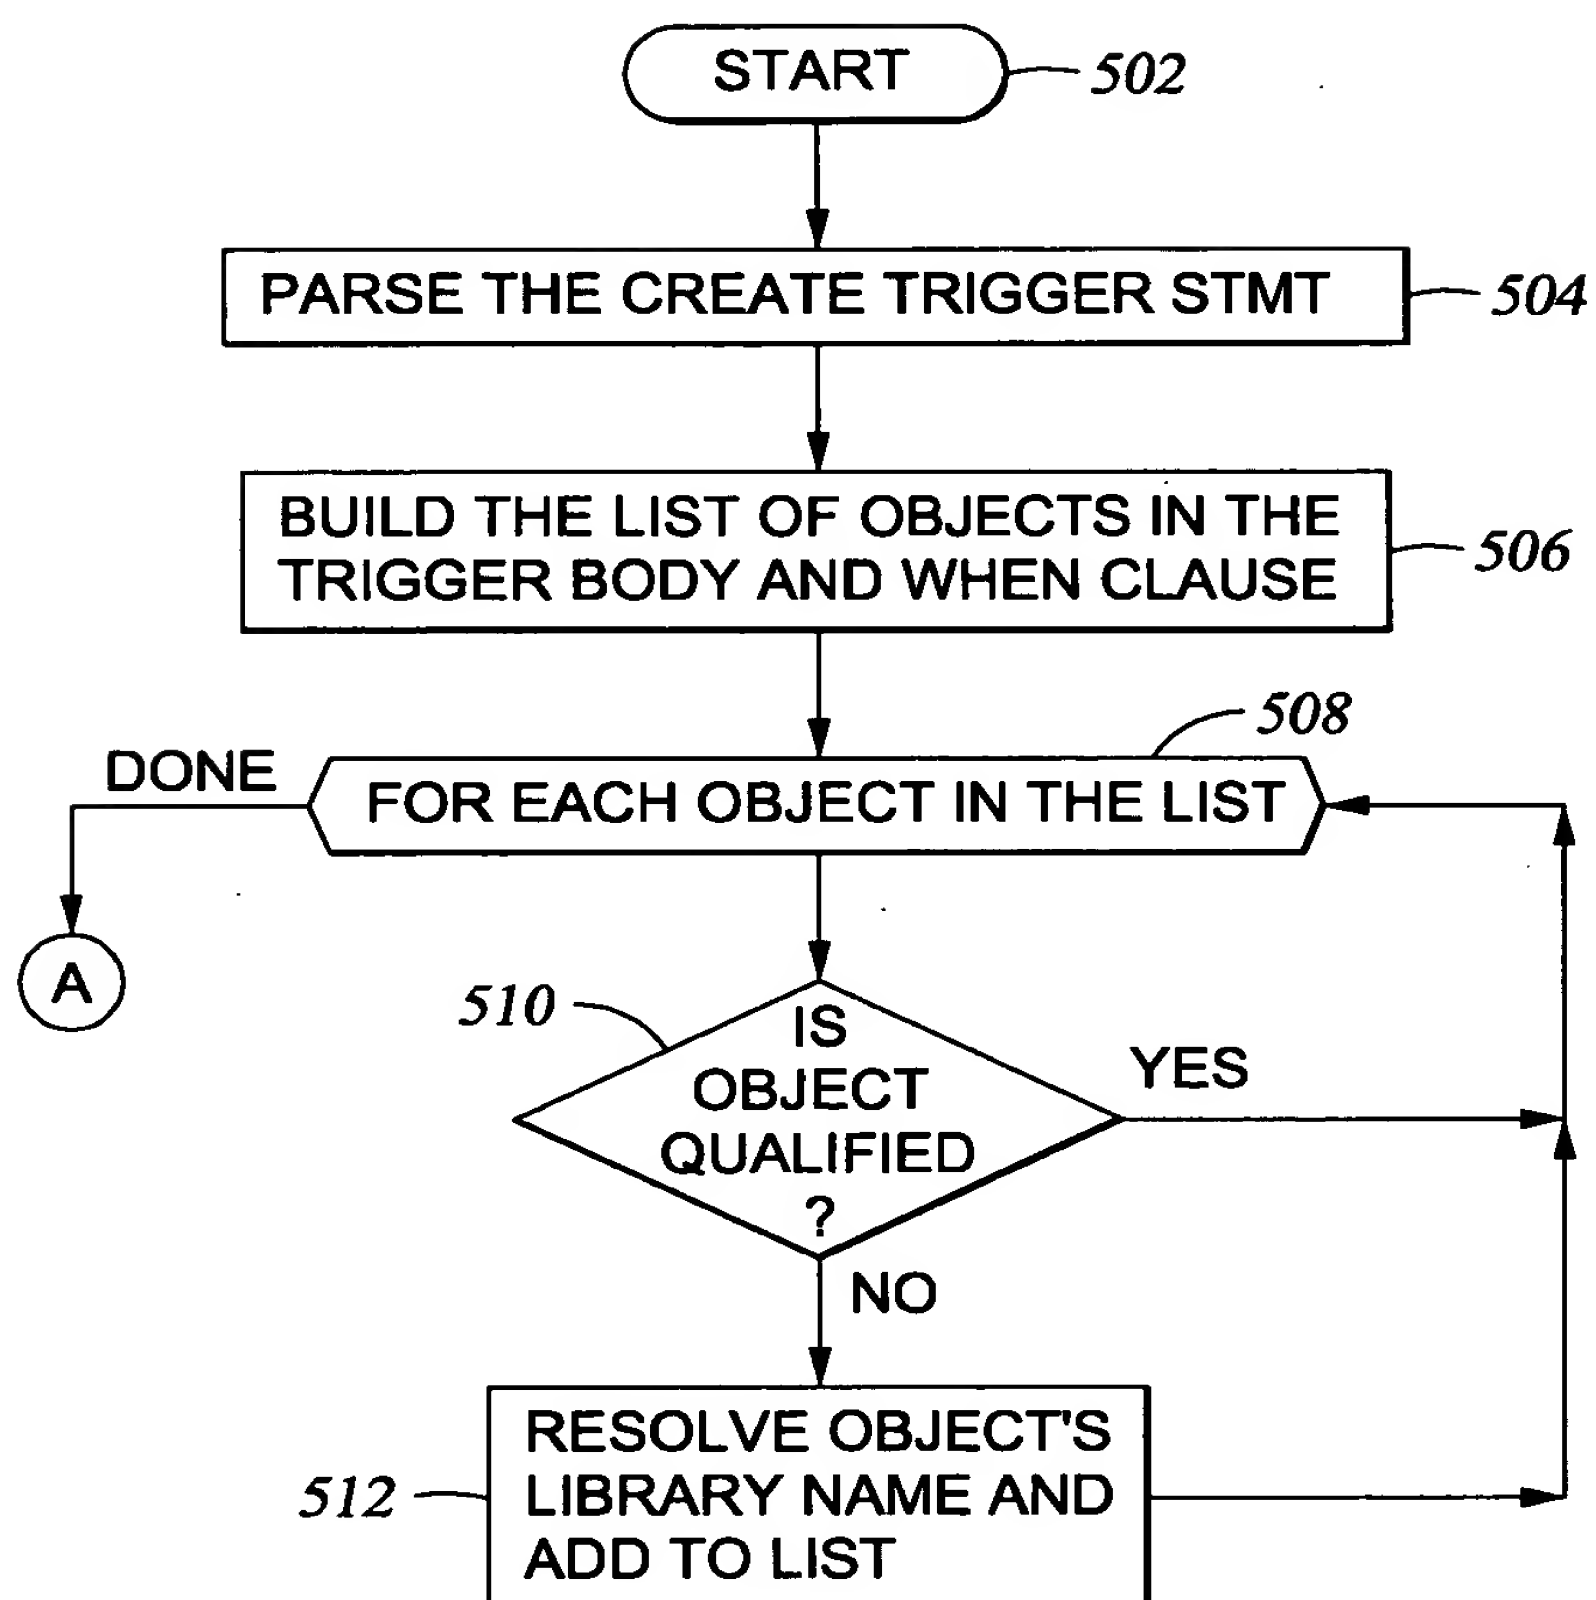 START
502
PARSE THE CREATE TRIGGER STMT
504
BUILD THE LIST OF OBJECTS IN THE
TRIGGER BODY AND WHEN CLAUSE
506
508
DONE
FOR EACH OBJECT IN THE LIST
A
510
IS
OBJECT
QUALIFIED
?
YES
NO
RESOLVE OBJECT'S
LIBRARY NAME AND
ADD TO LIST
512